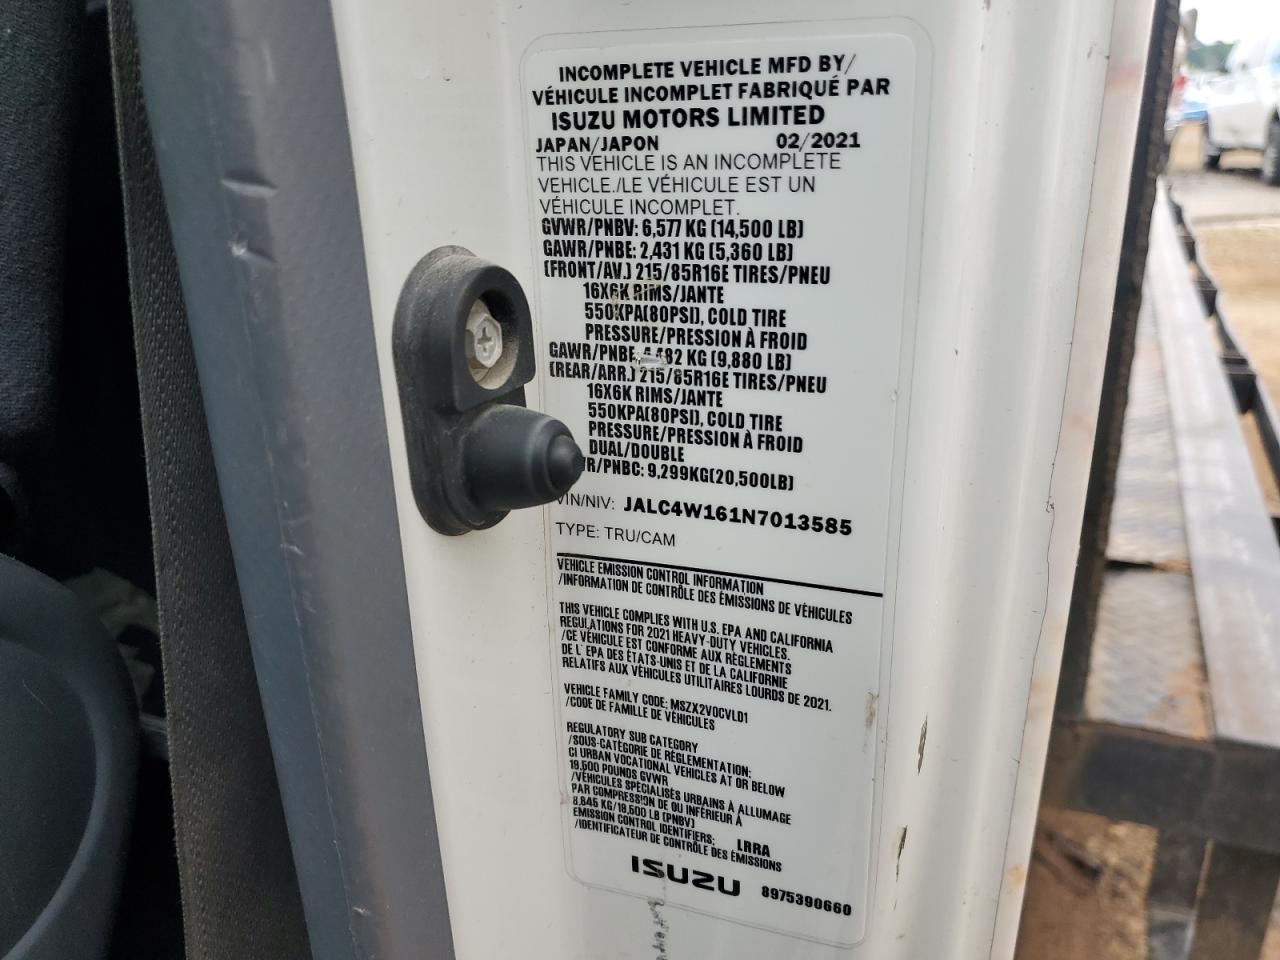 INCOMPLETE VEHICLE MFD BY/
VÉHICULE INCOMPLET FABRIQUÉ PAR
ISUZU MOTORS LIMITED
JAPAN/JAPON 02/2021
THIS VEHICLE IS AN INCOMPLETE
VEHICLE./LE VÉHICULE EST UN
VÉHICULE INCOMPLET.
GVWR/PNBV: 6,577 KG (14,500 LB)
GAWR/PNBE: 2,431 KG (5,360 LB)
(FRONT/AV.) 215/85R16E TIRES/PNEU
16X6K RIMS/JANTE
550KPA(80PSI), COLD TIRE
PRESSURE/PRESSION À FROID
GAWR/PNBE 82 KG (9,880 LB)
(REAR/ARR.) 215/85R16E TIRES/PNEU
16X6K RIMS/JANTE
550KPA(80PSI), COLD TIRE
PRESSURE/PRESSION À FROID
DUAL/DOUBLE
R/PNBC: 9,299KG(20,500LB)
VIN/NIV: JALC4W161N7013585
TYPE: TRU/CAM
VEHICLE EMISSION CONTROL INFORMATION
/INFORMATION DE CONTRÔLE DES ÉMISSIONS DE VÉHICULES
THIS VEHICLE COMPLIES WITH U.S. EPA AND CALIFORNIA
REGULATIONS FOR 2021 HEAVY-DUTY VEHICLES.
/CE VÉHICULE EST CONFORME AUX RÈGLEMENTS
DE L' EPA DES ÉTATS-UNIS ET DE LA CALIFORNIE
RELATIFS AUX VÉHICULES UTILITAIRES LOURDS DE 2021.
VEHICLE FAMILY CODE: MSZX2VOCVLD1
/CODE DE FAMILLE DE VÉHICULES
REGULATORY SUB CATEGORY
/SOUS-CATÉGORIE DE RÉGLEMENTATION:
CI URBAN VOCATIONAL VEHICLES AT OR BELOW
19,500 POUNDS GVWR
/VÉHICULES SPÉCIALISÉS URBAINS À ALLUMAGE
PAR COMPRESSION DE OU INFÉRIEUR À
8,845 KG/19,500 LB (PNBV)
EMISSION CONTROL IDENTIFIERS: LRRA
/IDENTIFICATEUR DE CONTRÔLE DES ÉMISSIONS
ISUZU 8975390660